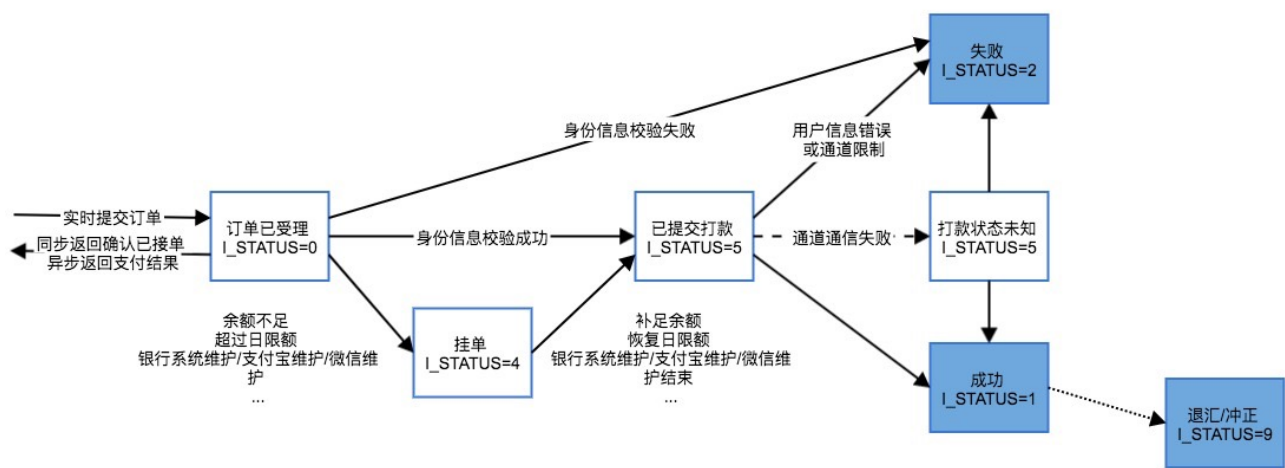 失败
I_STATUS=2
身份信息校验失败
用户信息错误
或通道限制
实时提交订单
同步返回确认已接单
异步返回支付结果
订单已受理
I_STATUS=0
身份信息校验成功
已提交打款
I_STATUS=5
通道通信失败
打款状态未知
I_STATUS=5
余额不足
超过日限额
银行系统维护/支付宝维护/微信维
护
...
挂单
I_STATUS=4
补足余额
恢复日限额
银行系统维护/支付宝维护/微信维
护结束
...
成功
I_STATUS=1
退汇/冲正
I_STATUS=9